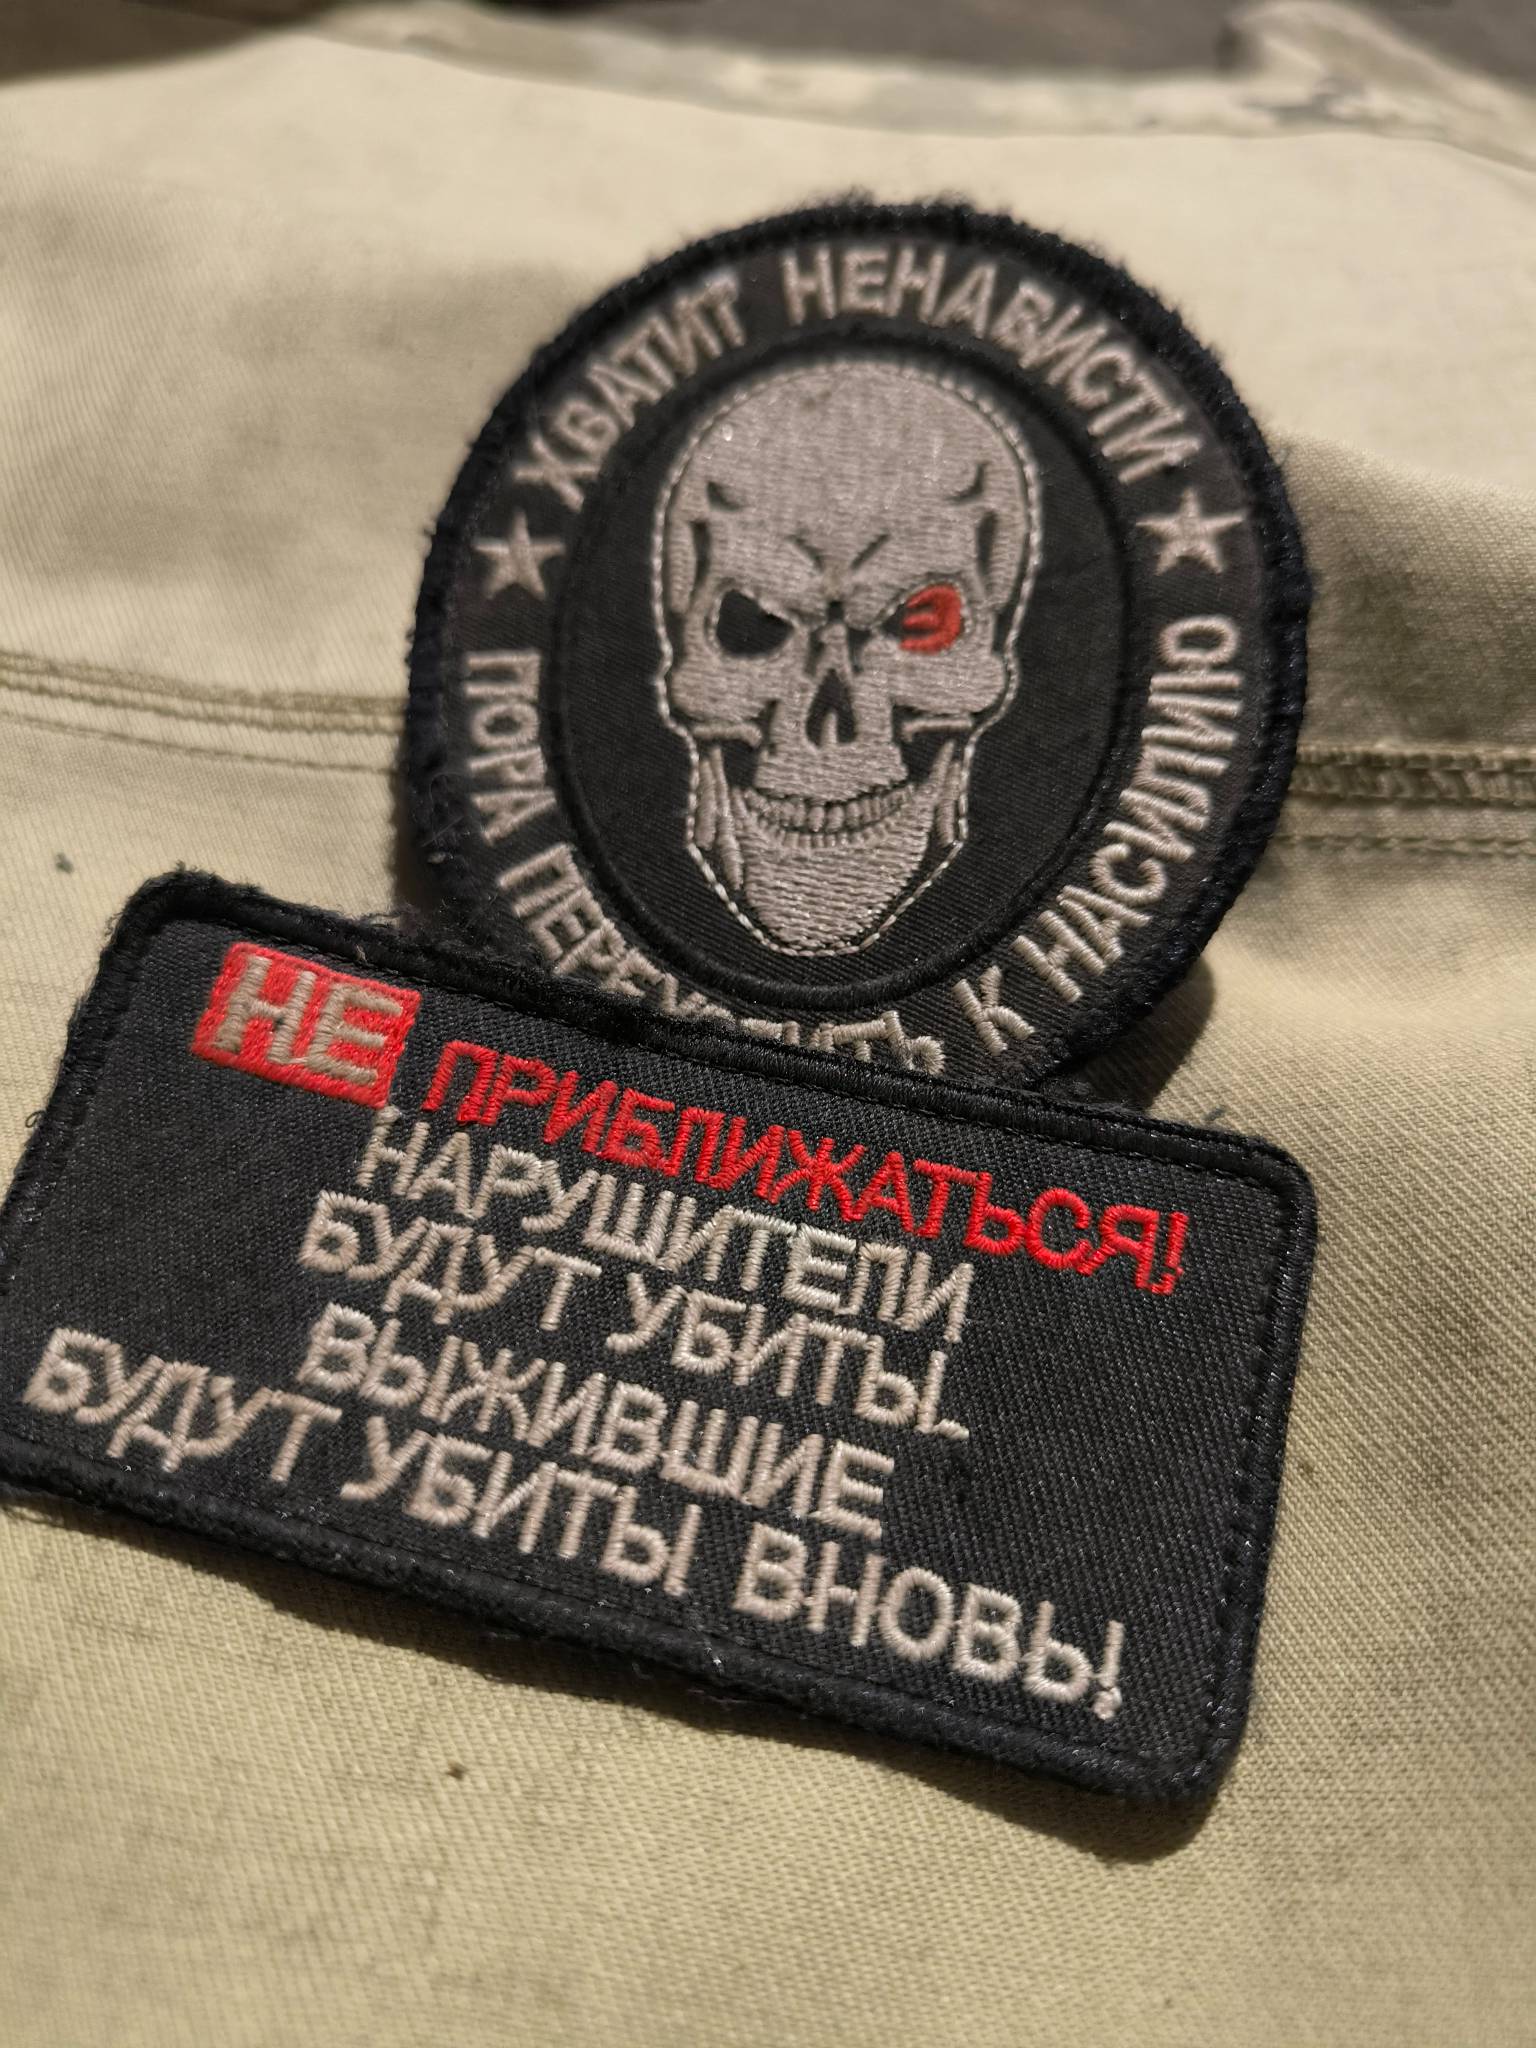 ХВАТИТ НЕНАВИСТИ
ПОРА ПЕРЕХОДИТЬ К НАСИЛИЮ
НЕ ПРИБЛИЖАТЬСЯ!
НАРУШИТЕЛИ
БУДУТ УБИТЫ,
ВЫЖИВШИЕ
БУДУТ УБИТЫ ВНОВЬ!